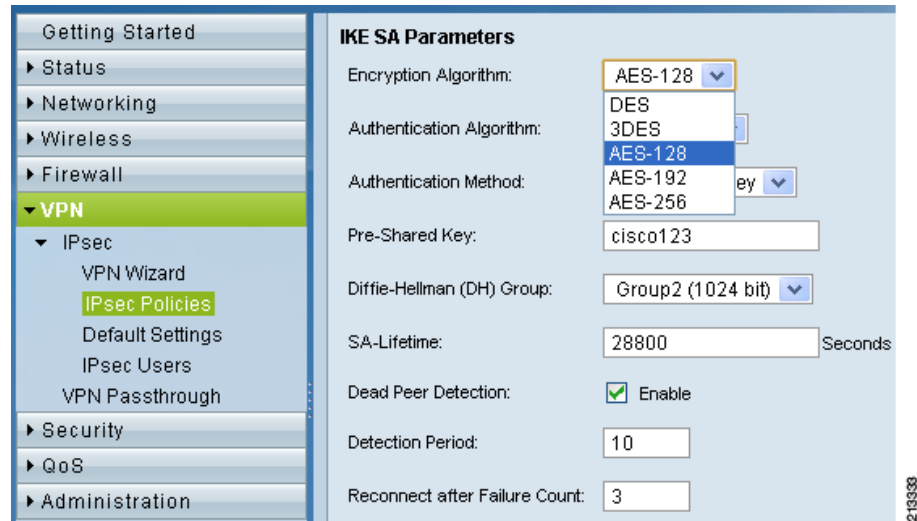 Getting Started
Status
Networking
Wireless
Firewall
VPN
IPsec
VPN Wizard
IPsec Policies
Default Settings
IPsec Users
VPN Passthrough
Security
QoS
Administration
IKE SA Parameters
Encryption Algorithm: AES-128
DES
3DES
AES-128
AES-192
AES-256
Authentication Algorithm:
Authentication Method: ey
Pre-Shared Key: cisco123
Diffie-Hellman (DH) Group: Group2 (1024 bit)
SA-Lifetime: 28800 Seconds
Dead Peer Detection: Enable
Detection Period: 10
Reconnect after Failure Count: 3
213333